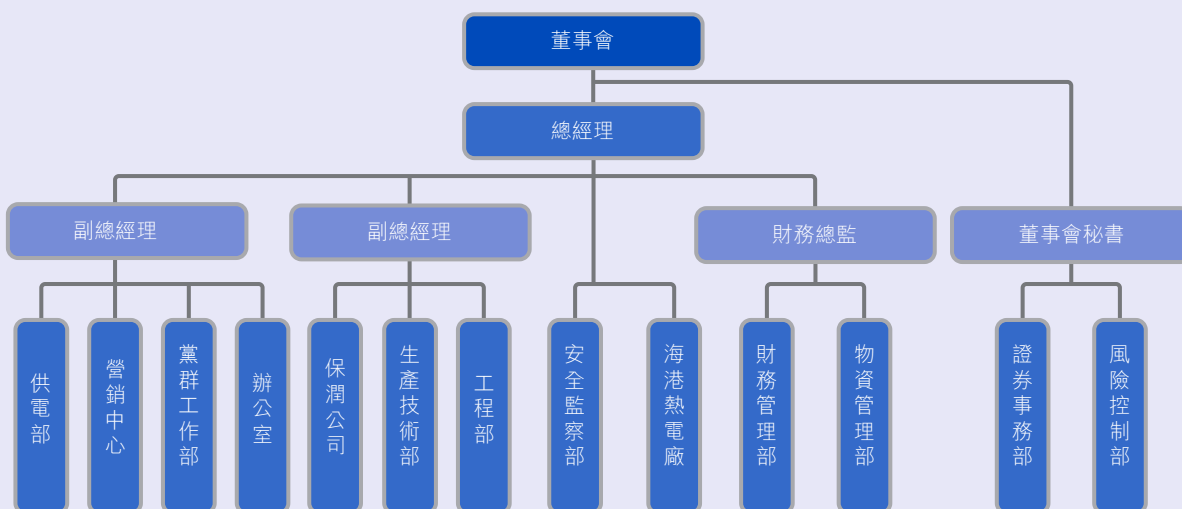 董事會
總經理
副總經理
副總經理
財務總監
董事會秘書
供電部
營銷中心
黨群工作部
辦公室
保潤公司
生產技術部
工程部
安全監察部
海港熱電廠
財務管理部
物資管理部
證券事務部
風險控制部